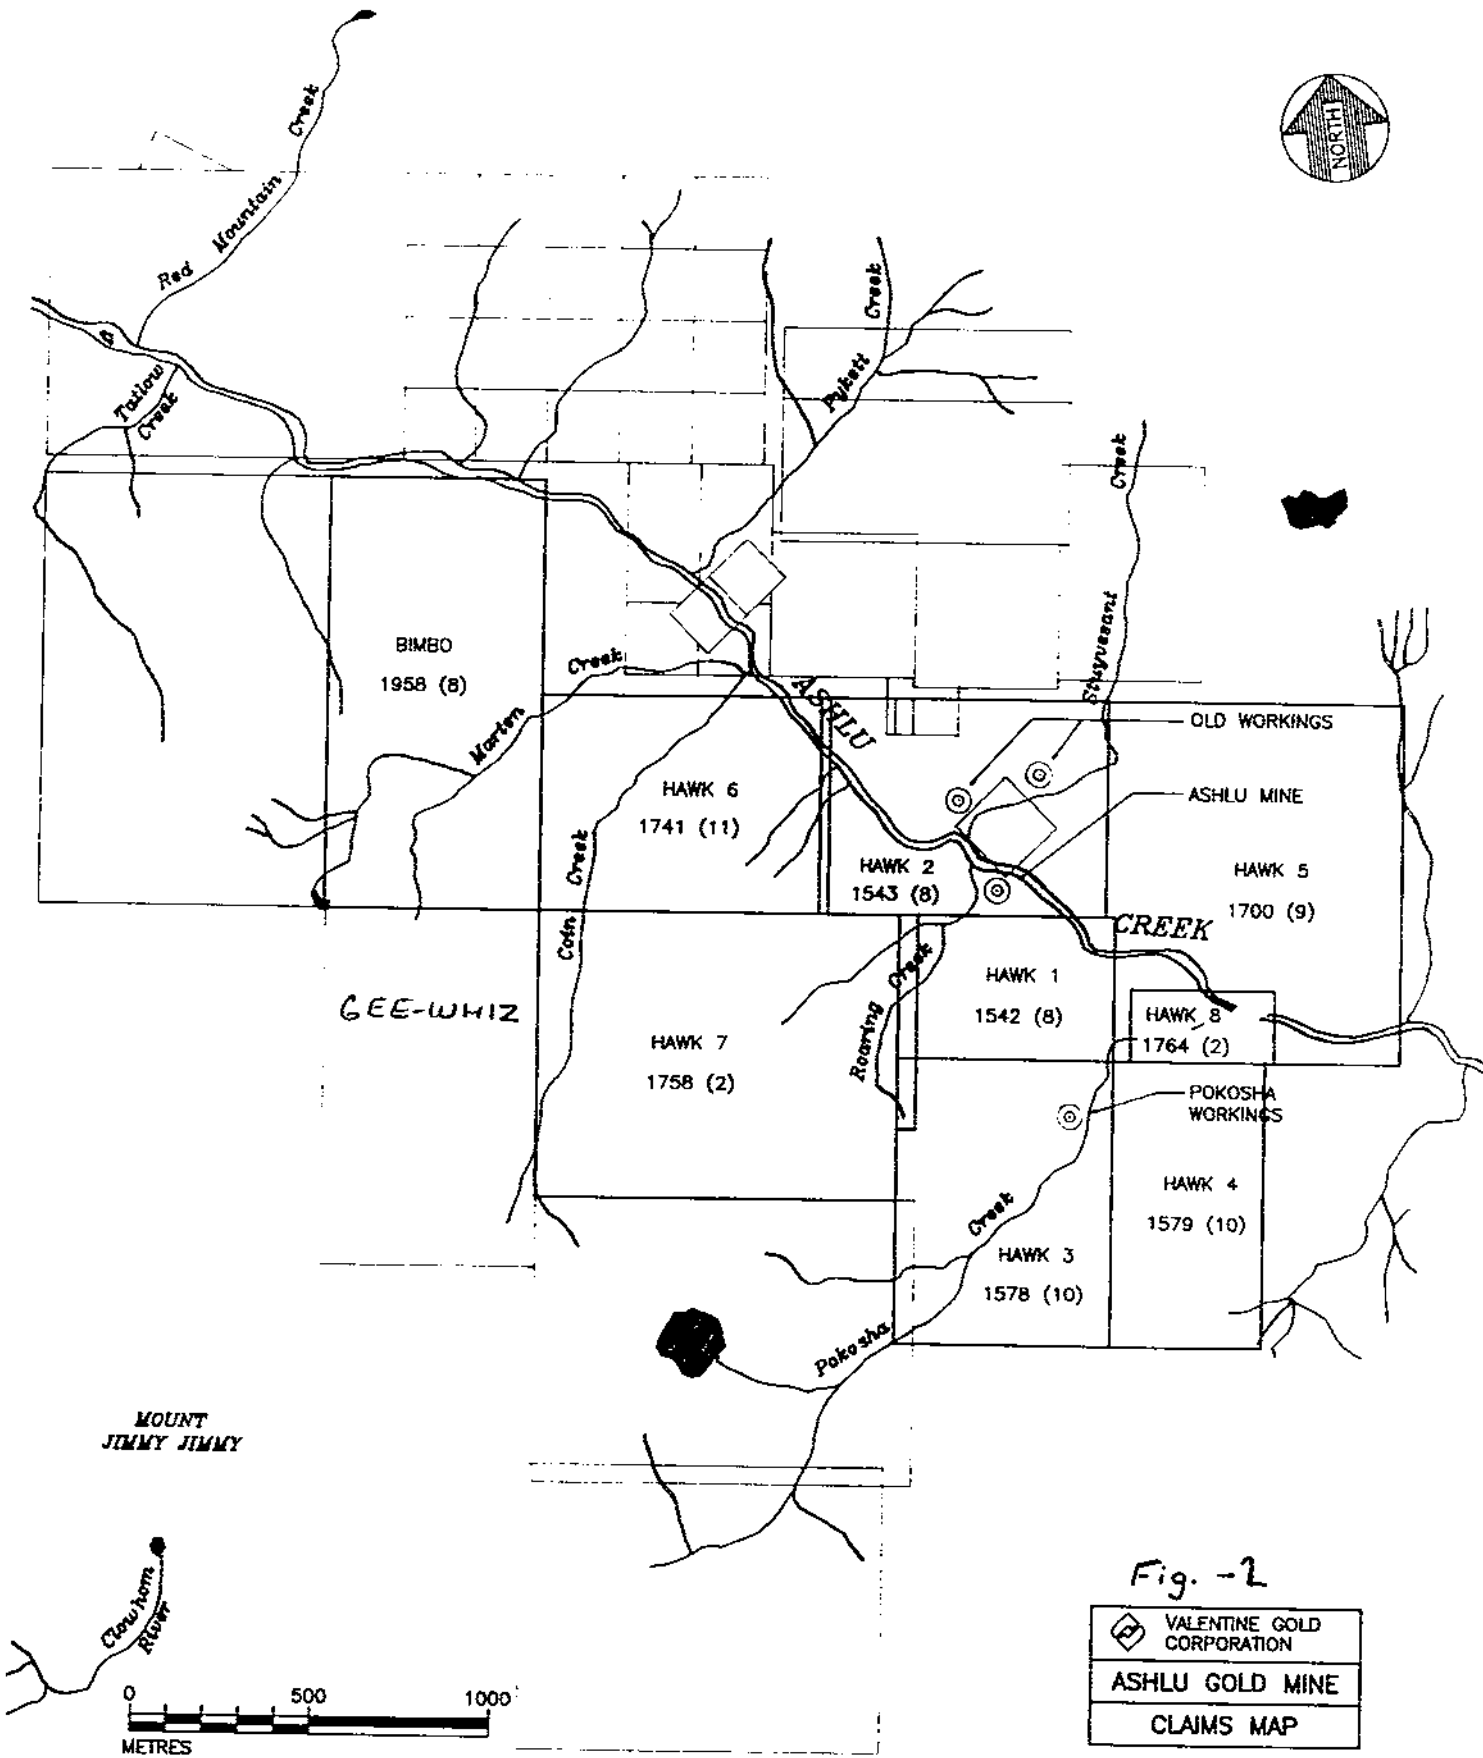 Red Mountain Creek
NORTH
Tatlow
Creek
Pykett Creek
Stuyvesant Creek
BIMBO
1958 (8)
Marten Creek
ASHLU
CREEK
OLD WORKINGS
ASHLU MINE
HAWK 6
1741 (11)
HAWK 2
1543 (8)
HAWK 5
1700 (9)
Coin Creek
GEE-WHIZ
HAWK 7
1758 (2)
Roaring Creek
HAWK 1
1542 (8)
HAWK 8
1764 (2)
POKOSHA
WORKINGS
HAWK 4
1579 (10)
HAWK 3
1578 (10)
Pokosha Creek
MOUNT
JIMMY JIMMY
Clowhom
River
0 500 1000
METRES
Fig. -2
VALENTINE GOLD
CORPORATION
ASHLU GOLD MINE
CLAIMS MAP